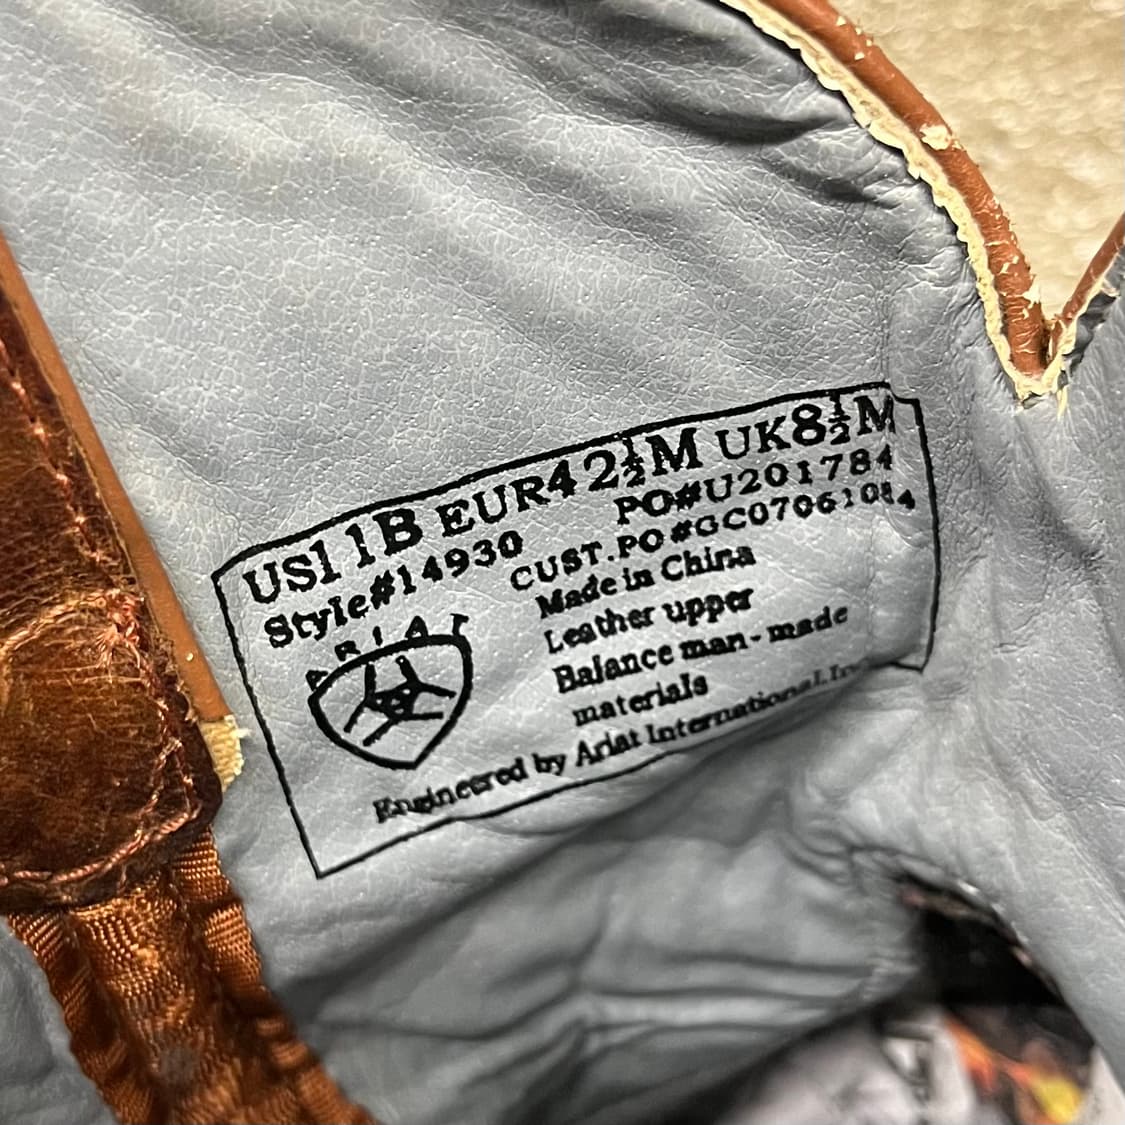 US11B EUR42½M UK8½M
Style#14930 PO#U201784
CUST.PO#GC07061084
Made in China
Leather upper
Balance man-made
materials
ARIAT
Engineered by Ariat International.Inc